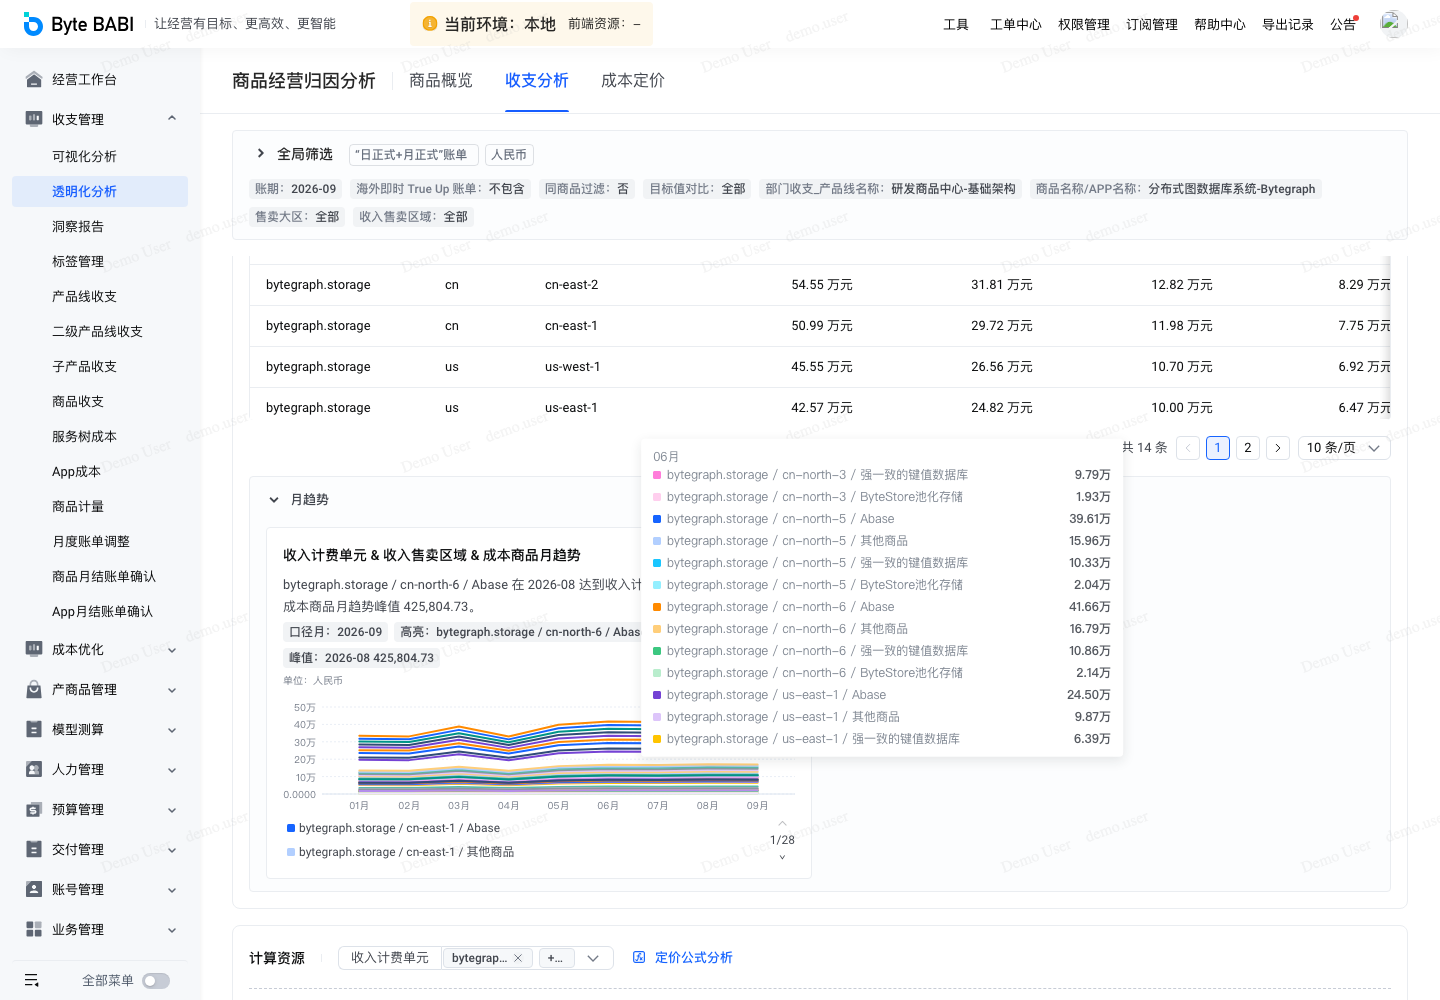 Byte BABI 让经营有目标、更高效、更智能 当前环境：本地 前端资源：– 工具 工单中心 权限管理 订阅管理 帮助中心 导出记录 公告
经营工作台
收支管理
可视化分析
透明化分析
洞察报告
标签管理
产品线收支
二级产品线收支
子产品收支
商品收支
服务树成本
App成本
商品计量
月度账单调整
商品月结账单确认
App月结账单确认
成本优化
产商品管理
模型测算
人力管理
预算管理
交付管理
账号管理
业务管理
全部菜单
商品经营归因分析 商品概览 收支分析 成本定价
全局筛选 “日正式+月正式”账单 人民币
账期：2026-09 海外即时 True Up 账单：不包含 同商品过滤：否 目标值对比：全部 部门收支_产品线名称：研发商品中心-基础架构 商品名称/APP名称：分布式图数据库系统-Bytegraph
售卖大区：全部 收入售卖区域：全部
bytegraph.storage cn cn-east-2 54.55 万元 31.81 万元 12.82 万元 8.29 万元
bytegraph.storage cn cn-east-1 50.99 万元 29.72 万元 11.98 万元 7.75 万元
bytegraph.storage us us-west-1 45.55 万元 26.56 万元 10.70 万元 6.92 万元
bytegraph.storage us us-east-1 42.57 万元 24.82 万元 10.00 万元 6.47 万元
共 14 条 1 2 10 条/页
月趋势
收入计费单元 & 收入售卖区域 & 成本商品月趋势
bytegraph.storage / cn-north-6 / Abase 在 2026-08 达到收入计
成本商品月趋势峰值 425,804.73。
口径月：2026-09 高亮：bytegraph.storage / cn-north-6 / Abas
峰值：2026-08 425,804.73
单位：人民币
50万
40万
30万
20万
10万
0.0000
01月 02月 03月 04月 05月 06月 07月 08月 09月
bytegraph.storage / cn-east-1 / Abase
bytegraph.storage / cn-east-1 / 其他商品
1/28
06月
bytegraph.storage / cn-north-3 / 强一致的键值数据库 9.79万
bytegraph.storage / cn-north-3 / ByteStore池化存储 1.93万
bytegraph.storage / cn-north-5 / Abase 39.61万
bytegraph.storage / cn-north-5 / 其他商品 15.96万
bytegraph.storage / cn-north-5 / 强一致的键值数据库 10.33万
bytegraph.storage / cn-north-5 / ByteStore池化存储 2.04万
bytegraph.storage / cn-north-6 / Abase 41.66万
bytegraph.storage / cn-north-6 / 其他商品 16.79万
bytegraph.storage / cn-north-6 / 强一致的键值数据库 10.86万
bytegraph.storage / cn-north-6 / ByteStore池化存储 2.14万
bytegraph.storage / us-east-1 / Abase 24.50万
bytegraph.storage / us-east-1 / 其他商品 9.87万
bytegraph.storage / us-east-1 / 强一致的键值数据库 6.39万
计算资源 收入计费单元 bytegrap... +... 定价公式分析
Demo User demo.user